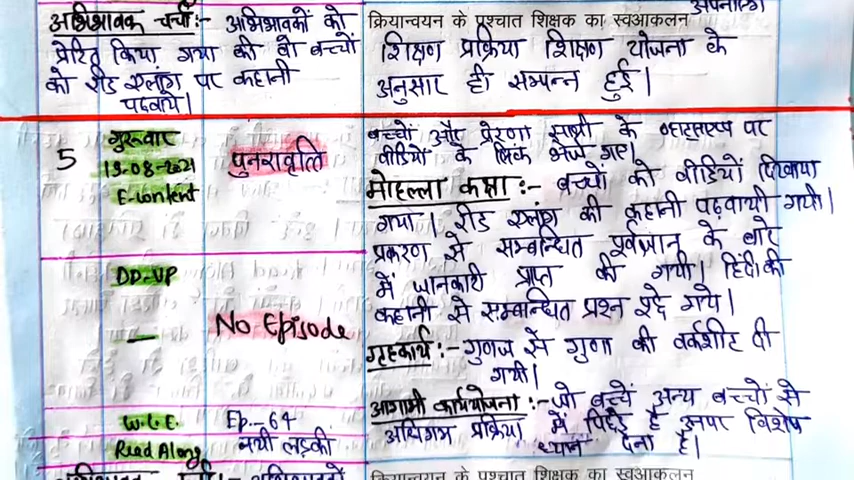 अभिभावक चर्चा:- अभिभावकों को
प्रेरित किया गया की वो बच्चों
को रीड एलांग पर कहानी
पढवाये।
क्रियान्वयन के पश्चात शिक्षक का स्वआकलन
शिक्षण प्रक्रिया शिक्षण योजना के
अनुसार ही सम्पन्न हुई।
5
गुरूवार
19-08-2021
E-content
पुनरावृति
बच्चों और प्रेरणा साथी के व्हाट्सएप पर
वीडियों के लिंक भेजे गए।
मोहल्ला कक्षा:- बच्चों को वीडियों दिखाया
गया। रीड एलांग की कहानी पढ़वायी गयी।
प्रकरण से सम्बन्धित पूर्वज्ञान के बारे
में जानकारी प्राप्त की गयी। हिंदी की
कहानी से सम्बन्धित प्रश्न पूछे गये।
गृहकार्य:- गुणज से गुणा की वर्कशीट दी
गयी।
आगामी कार्ययोजना:- जो बच्चें अन्य बच्चों से
अधिगम प्रक्रिया में पिछड़े है उनपर विशेष
ध्यान देना है।
DD-UP
—
No Episode
W.L.E.
Ep.-64
Read Along
नयी लड़की
क्रियान्वयन के पश्चात शिक्षक का स्वआकलन